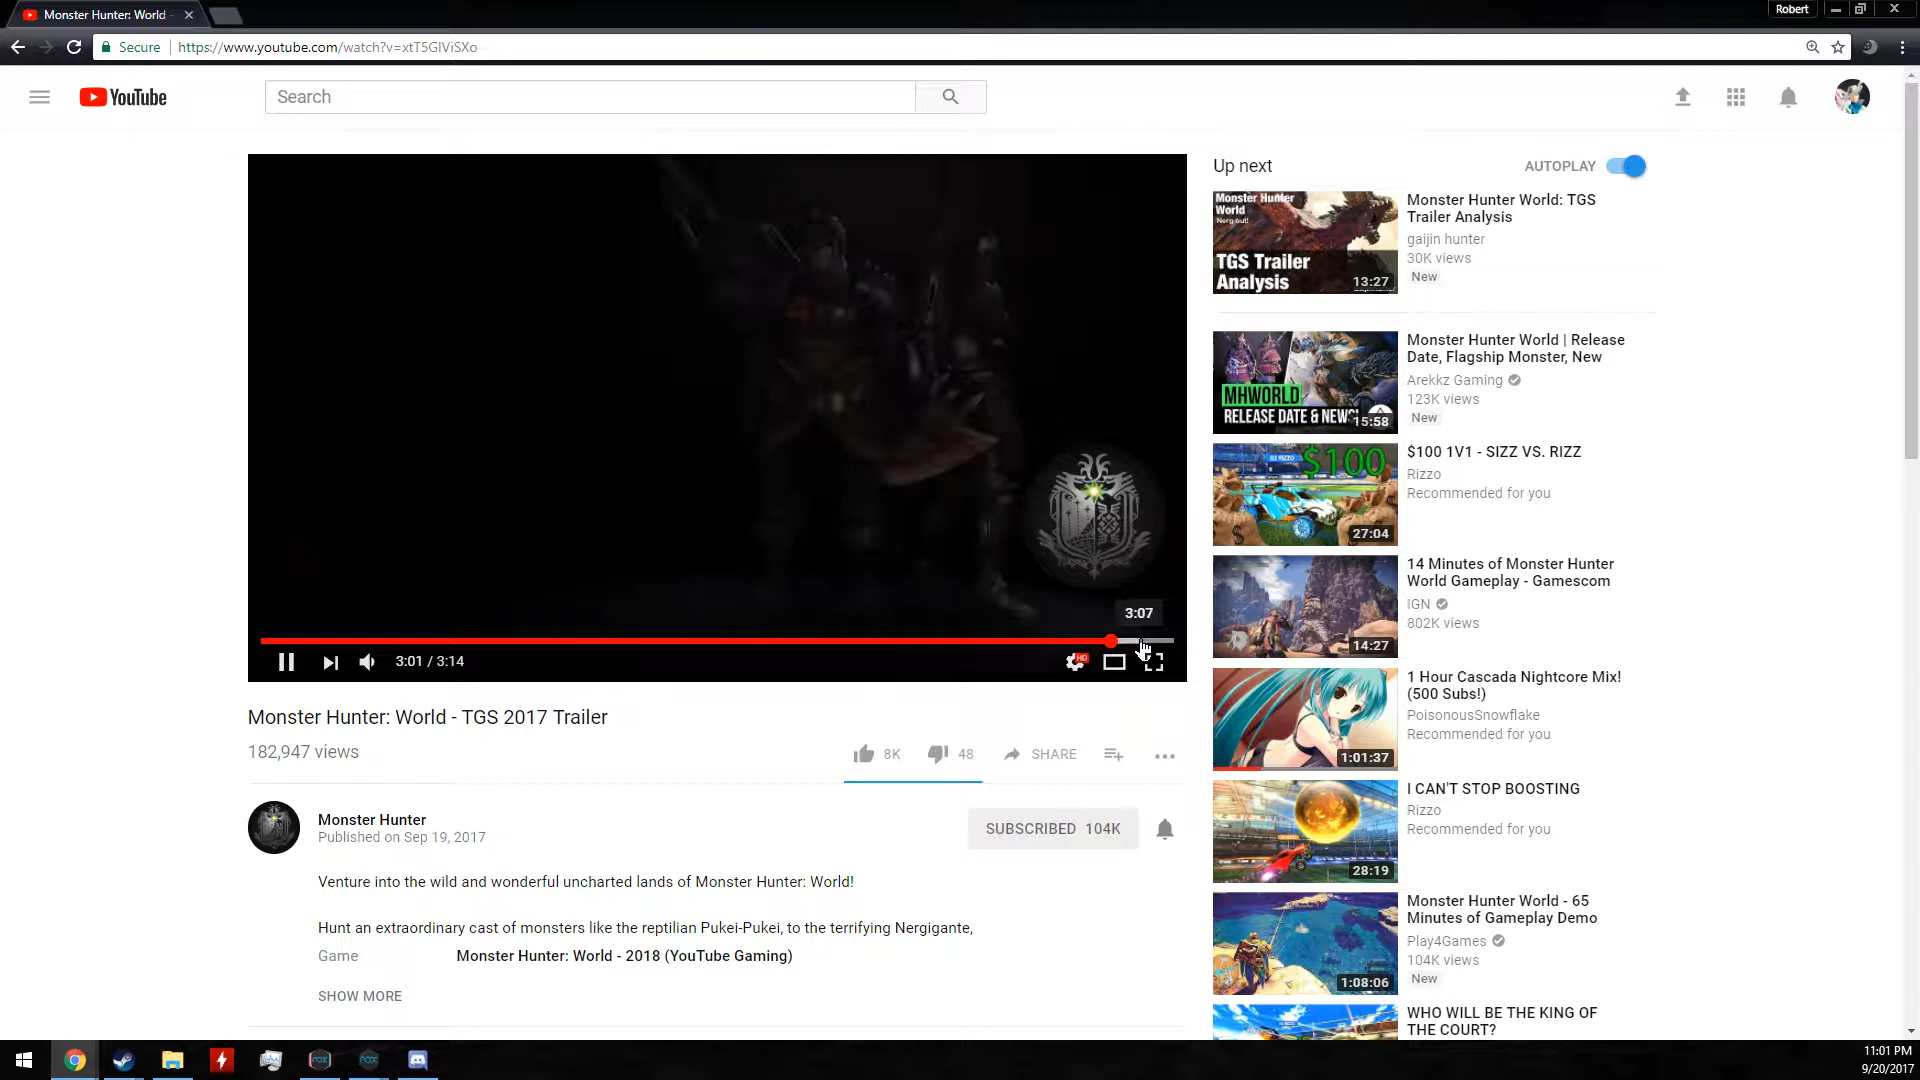 Monster Hunter: World -
Robert
Secure
https://www.youtube.com/watch?v=xtT5GlViSXo
YouTube
Search
3:07
3:01 / 3:14
HD
Monster Hunter: World - TGS 2017 Trailer
182,947 views
8K
48
SHARE
Monster Hunter
Published on Sep 19, 2017
SUBSCRIBED 104K
Venture into the wild and wonderful uncharted lands of Monster Hunter: World!
Hunt an extraordinary cast of monsters like the reptilian Pukei-Pukei, to the terrifying Nergigante,
Game
Monster Hunter: World - 2018 (YouTube Gaming)
SHOW MORE
Up next
AUTOPLAY
Monster Hunter
World
Nerg out!
TGS Trailer
Analysis
13:27
Monster Hunter World: TGS
Trailer Analysis
gaijin hunter
30K views
New
MHWORLD
RELEASE DATE & NEWS!
15:58
Monster Hunter World | Release
Date, Flagship Monster, New
Arekkz Gaming
123K views
New
$100
27:04
$100 1V1 - SIZZ VS. RIZZ
Rizzo
Recommended for you
14:27
14 Minutes of Monster Hunter
World Gameplay - Gamescom
IGN
802K views
1:01:37
1 Hour Cascada Nightcore Mix!
(500 Subs!)
PoisonousSnowflake
Recommended for you
28:19
I CAN'T STOP BOOSTING
Rizzo
Recommended for you
1:08:06
Monster Hunter World - 65
Minutes of Gameplay Demo
Play4Games
104K views
New
WHO WILL BE THE KING OF
THE COURT?
11:01 PM
9/20/2017